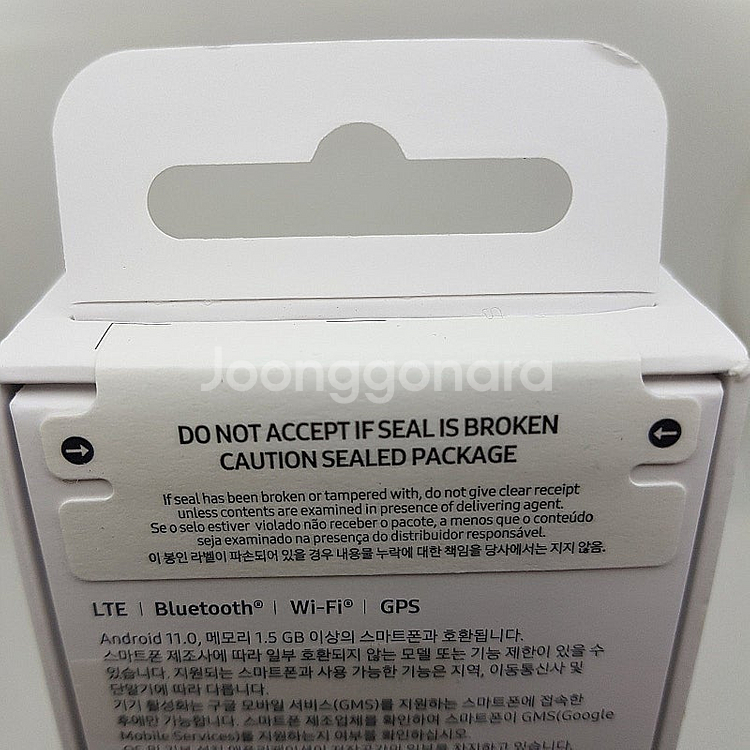 Joonggonara
DO NOT ACCEPT IF SEAL IS BROKEN
CAUTION SEALED PACKAGE
If seal has been broken or tampered with, do not give clear receipt
unless contents are examined in presence of delivering agent.
Se o selo estiver violado não receber o pacote, a menos que o conteúdo
seja examinado na presença do distribuidor responsável.
이 봉인 라벨이 파손되어 있을 경우 내용물 누락에 대한 책임을 당사에서는 지지 않음.
LTE | Bluetooth® | Wi-Fi® | GPS
Android 11.0, 메모리 1.5 GB 이상의 스마트폰과 호환됩니다.
스마트폰 제조사에 따라 일부 호환되지 않는 모델 또는 기능 제한이 있을 수
있습니다. 지원되는 스마트폰과 사용 가능한 기능은 지역, 이동통신사 및
단말기에 따라 다릅니다.
기기 활성화는 구글 모바일 서비스(GMS)를 지원하는 스마트폰에 접속한
후에만 가능합니다. 스마트폰 제조업체를 확인하여 스마트폰이 GMS(Google
Mobile Services)를 지원하는지 여부를 확인하십시오.